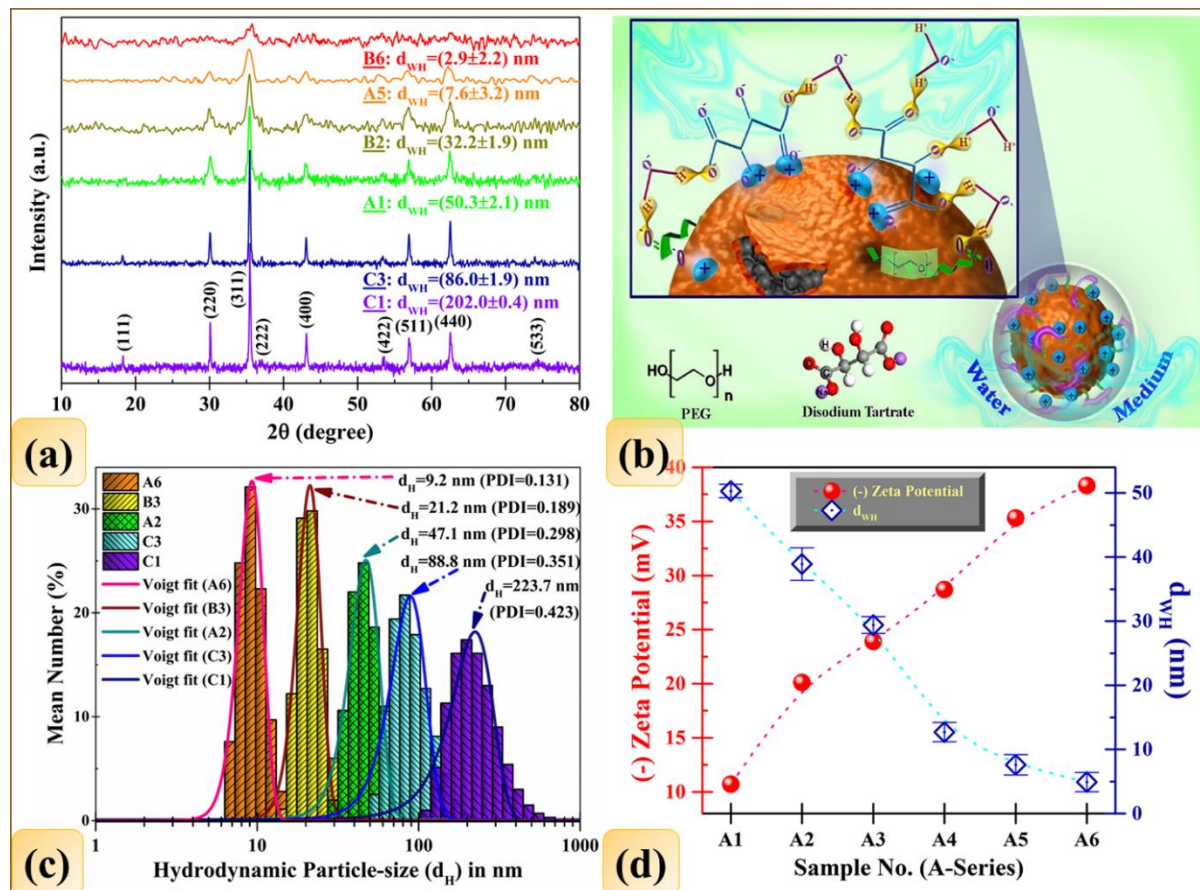 B6: dWH=(2.9±2.2) nm
A5: dWH=(7.6±3.2) nm
B2: dWH=(32.2±1.9) nm
A1: dWH=(50.3±2.1) nm
C3: dWH=(86.0±1.9) nm
C1: dWH=(202.0±0.4) nm
(111)
(220)
(311)
(222)
(400)
(422)
(511)
(440)
(533)
Intensity (a.u.)
10 20 30 40 50 60 70 80
2θ (degree)
(a)
O⁻ H⁺
HO O H
n
PEG
Disodium Tartrate
Water
Medium
(b)
A6
B3
A2
C3
C1
Voigt fit (A6)
Voigt fit (B3)
Voigt fit (A2)
Voigt fit (C3)
Voigt fit (C1)
dH=9.2 nm (PDI=0.131)
dH=21.2 nm (PDI=0.189)
dH=47.1 nm (PDI=0.298)
dH=88.8 nm (PDI=0.351)
dH=223.7 nm
(PDI=0.423)
Mean Number (%)
30
20
10
0
1 10 100 1000
Hydrodynamic Particle-size (dH) in nm
(c)
(-) Zeta Potential
dWH
(-) Zeta Potential (mV)
40
35
30
25
20
15
10
dWH (nm)
50
40
30
20
10
0
A1 A2 A3 A4 A5 A6
Sample No. (A-Series)
(d)